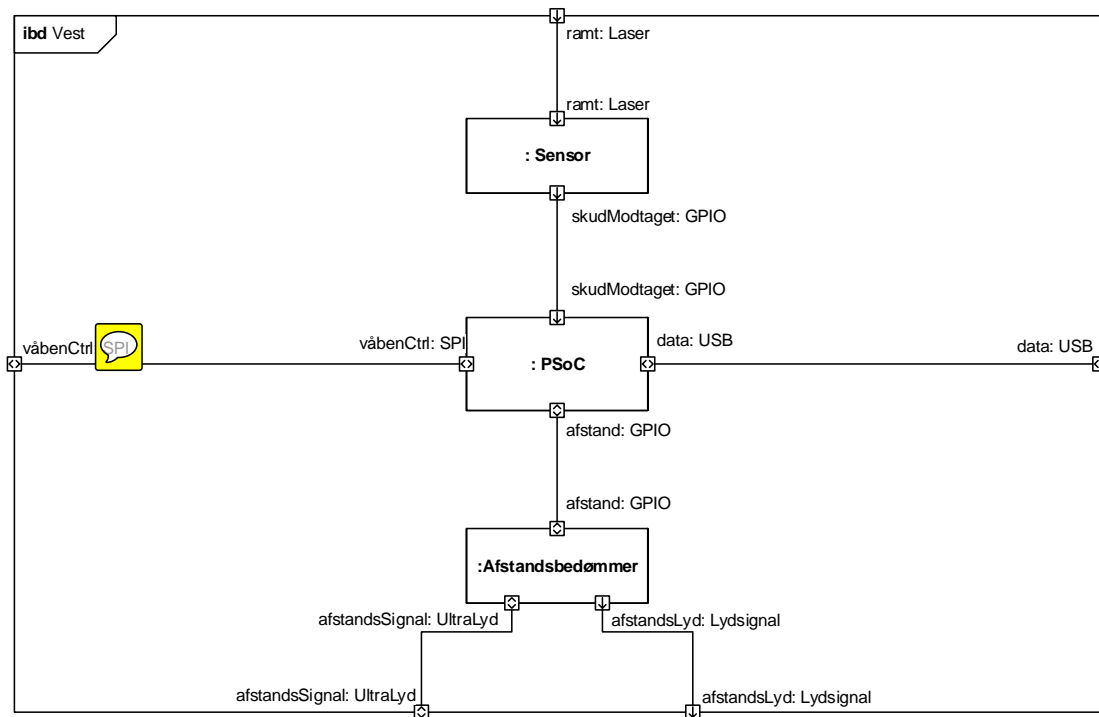 ibd Vest
ramt: Laser
ramt: Laser
: Sensor
skudModtaget: GPIO
skudModtaget: GPIO
våbenCtrl: SPI
våbenCtrl: SPI
: PSoC
data: USB
data: USB
afstand: GPIO
afstand: GPIO
:Afstandsbedømmer
afstandsSignal: UltraLyd
afstandsLyd: Lydsignal
afstandsSignal: UltraLyd
afstandsLyd: Lydsignal